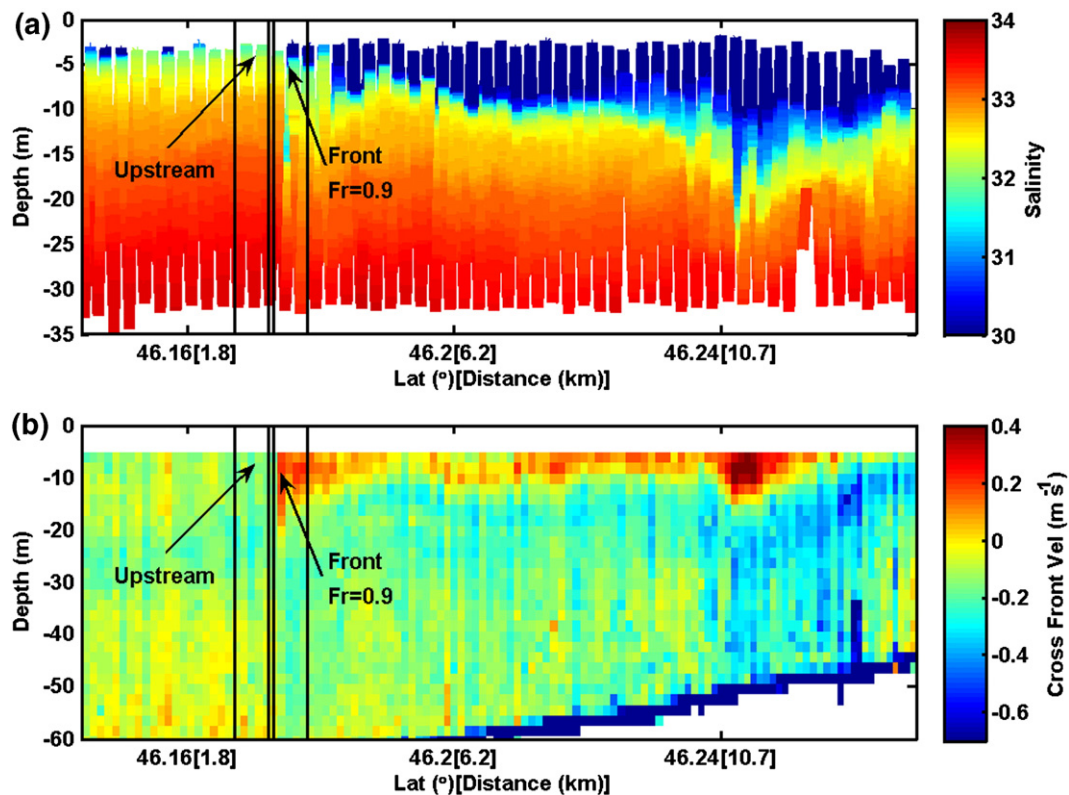 (a)
0
-5
-10
-15
-20
-25
-30
-35
Depth (m)
Upstream
Front
Fr=0.9
46.16[1.8]
46.2[6.2]
46.24[10.7]
Lat (º)[Distance (km)]
34
33
32
31
30
Salinity
(b)
0
-10
-20
-30
-40
-50
-60
Depth (m)
Upstream
Front
Fr=0.9
46.16[1.8]
46.2[6.2]
46.24[10.7]
Lat (º)[Distance (km)]
0.4
0.2
0
-0.2
-0.4
-0.6
Cross Front Vel (m s⁻¹)